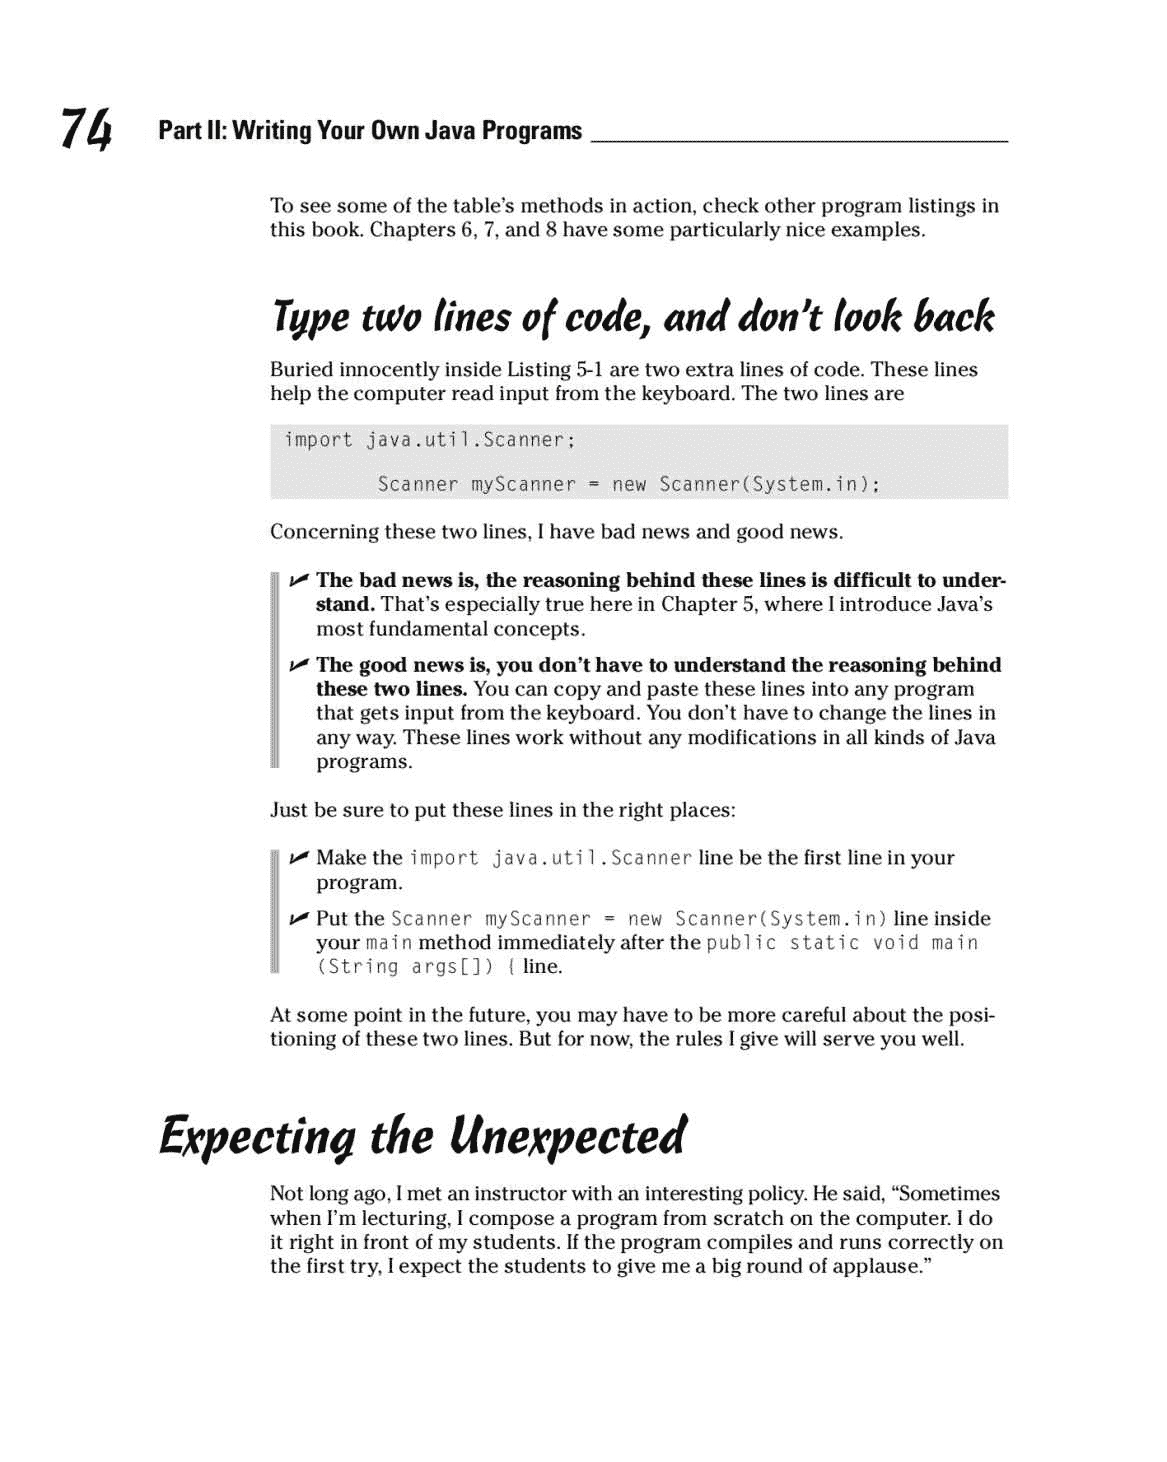 74
Part II: Writing Your Own Java Programs
To see some of the table’s methods in action, check other program listings in
this book. Chapters 6, 7, and 8 have some particularly nice examples.
Type two lines of code, and don’t look back
Buried innocently inside Listing 5-1 are two extra lines of code. These lines
help the computer read input from the keyboard. The two lines are
import java.util.Scanner;
Scanner myScanner = new Scanner(System.in);
Concerning these two lines, I have bad news and good news.
✓ The bad news is, the reasoning behind these lines is difficult to under-
stand. That’s especially true here in Chapter 5, where I introduce Java’s
most fundamental concepts.
✓ The good news is, you don’t have to understand the reasoning behind
these two lines. You can copy and paste these lines into any program
that gets input from the keyboard. You don’t have to change the lines in
any way. These lines work without any modifications in all kinds of Java
programs.
Just be sure to put these lines in the right places:
✓ Make the import java.util.Scanner line be the first line in your
program.
✓ Put the Scanner myScanner = new Scanner(System.in) line inside
your main method immediately after the public static void main
(String args[]) { line.
At some point in the future, you may have to be more careful about the posi-
tioning of these two lines. But for now, the rules I give will serve you well.
Expecting the Unexpected
Not long ago, I met an instructor with an interesting policy. He said, “Sometimes
when I’m lecturing, I compose a program from scratch on the computer. I do
it right in front of my students. If the program compiles and runs correctly on
the first try, I expect the students to give me a big round of applause.”